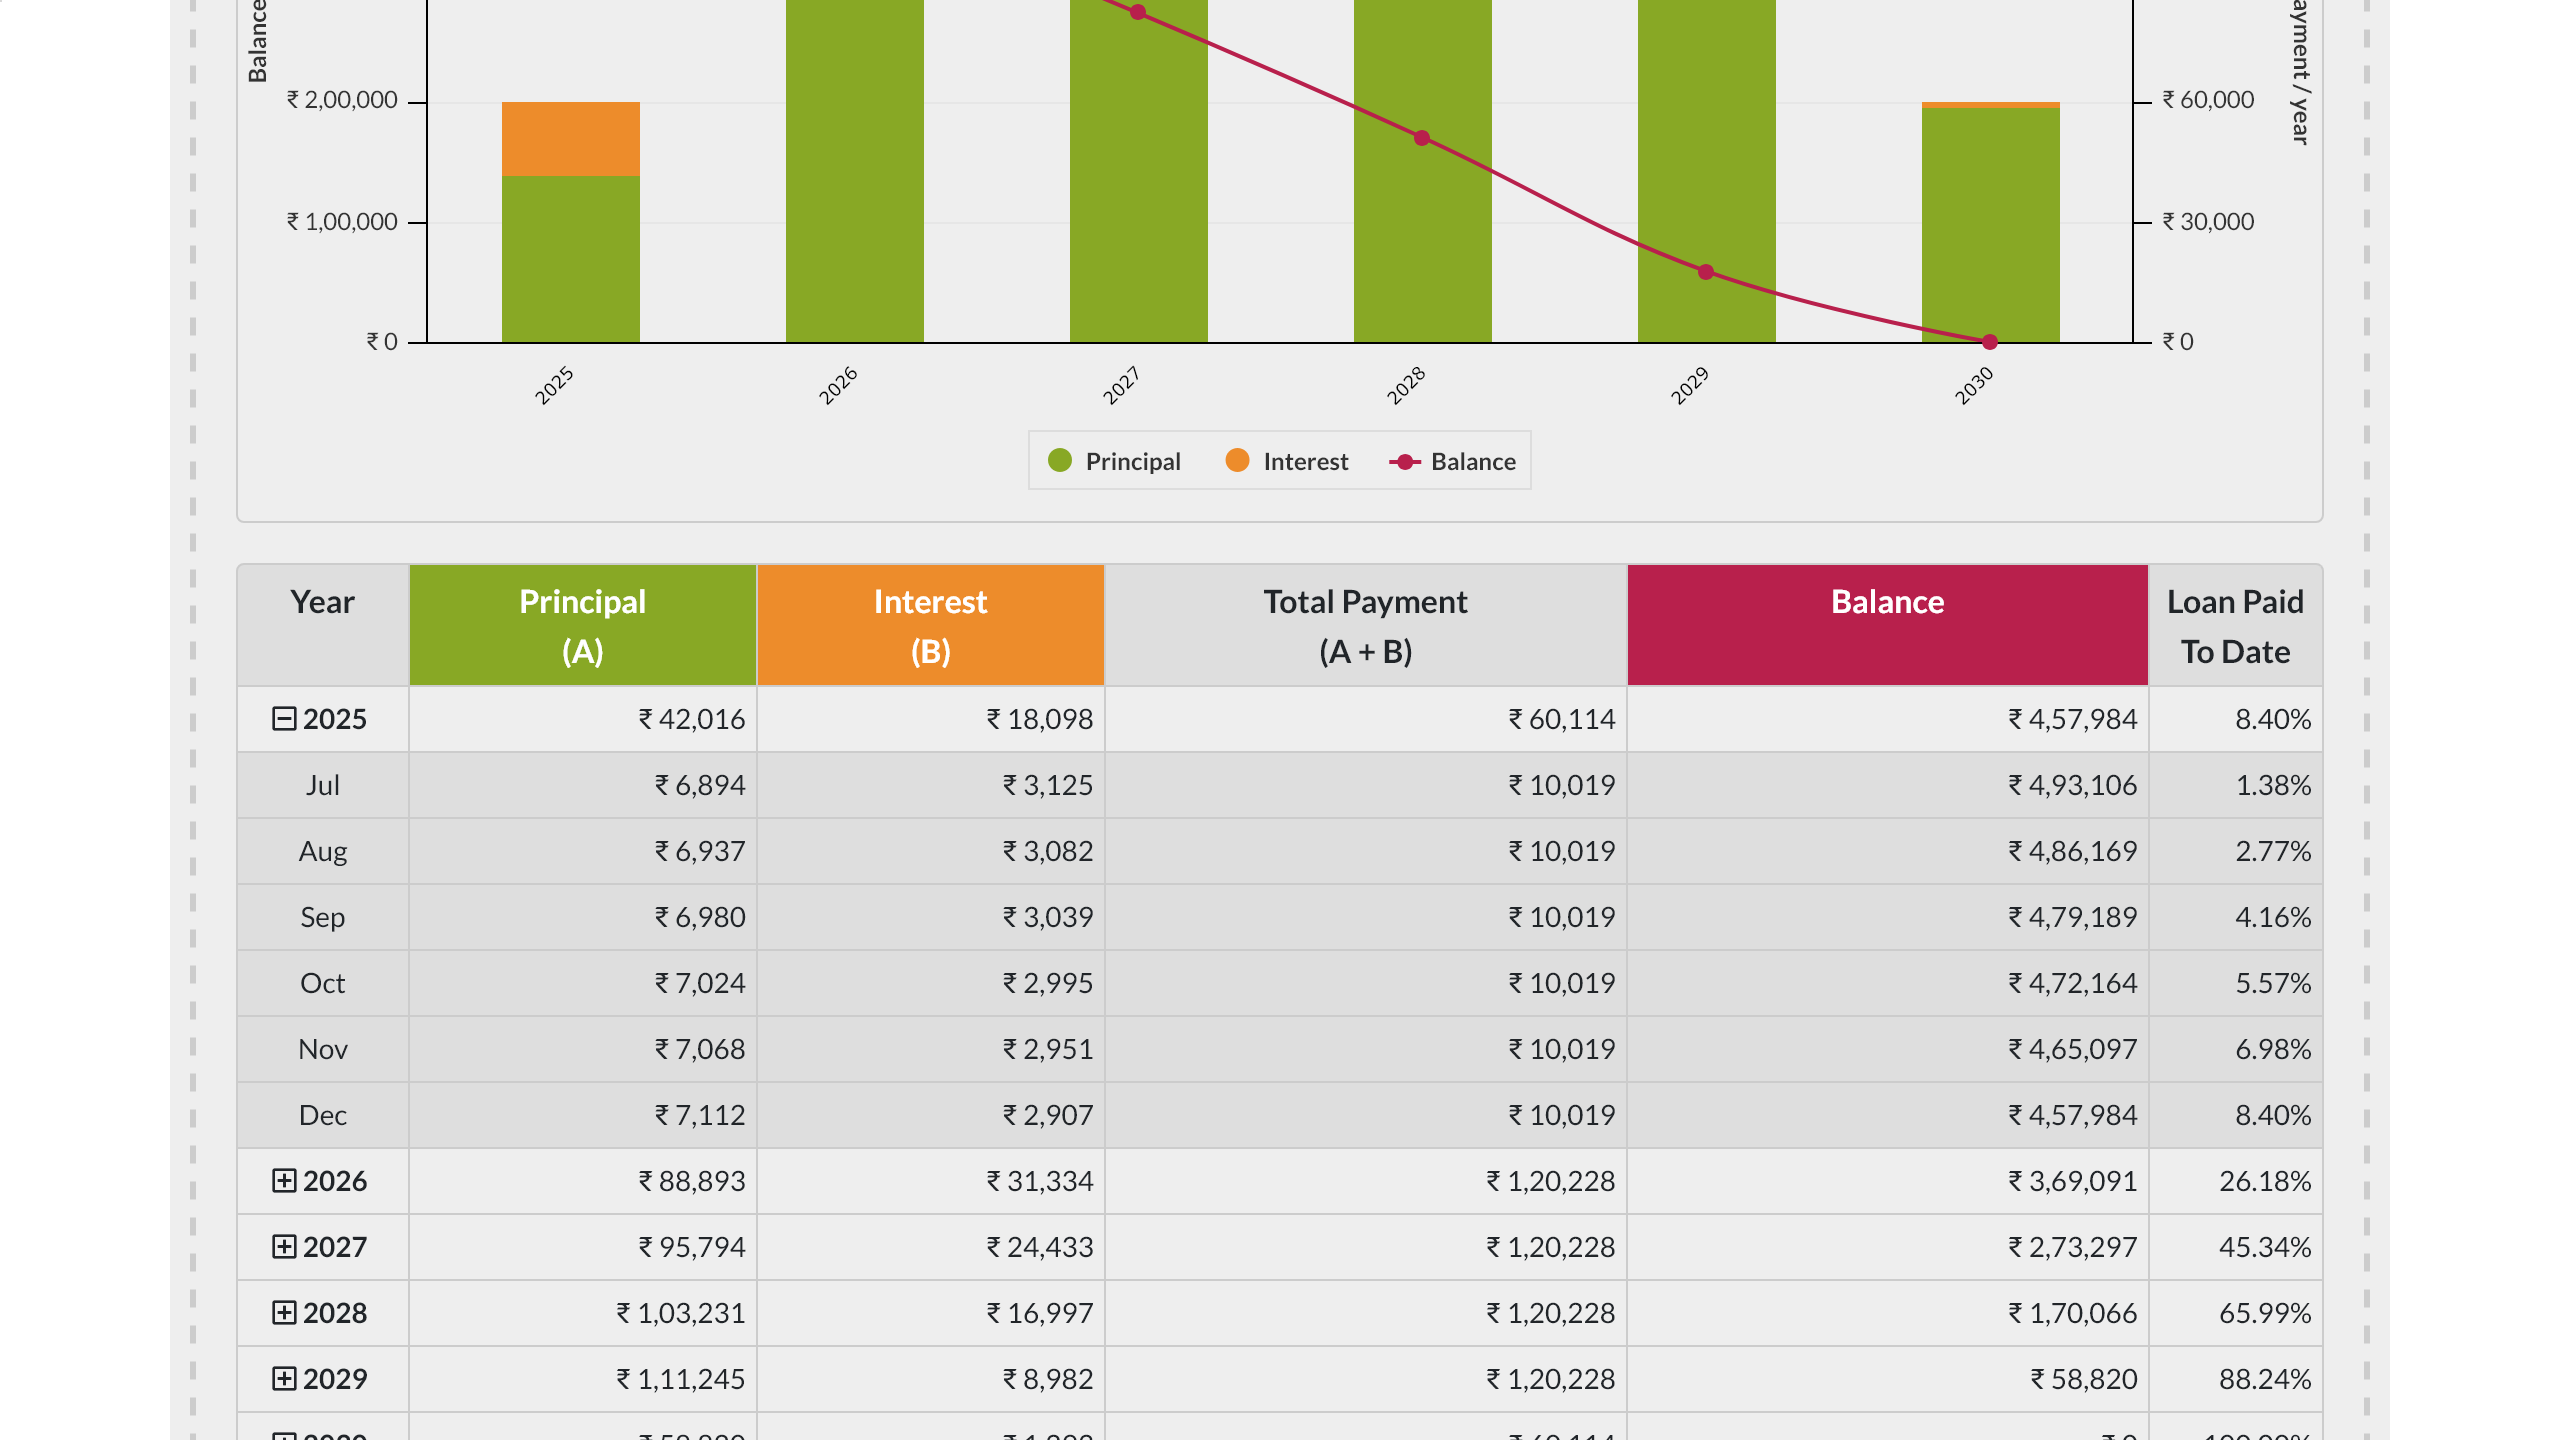 Balance
₹ 2,00,000
₹ 1,00,000
₹ 0
₹ 60,000
₹ 30,000
₹ 0
/ year
2025 2026 2027 2028 2029 2030
Principal Interest Balance
Year Principal (A) Interest (B) Total Payment (A + B) Balance Loan Paid To Date
2025 ₹ 42,016 ₹ 18,098 ₹ 60,114 ₹ 4,57,984 8.40%
Jul ₹ 6,894 ₹ 3,125 ₹ 10,019 ₹ 4,93,106 1.38%
Aug ₹ 6,937 ₹ 3,082 ₹ 10,019 ₹ 4,86,169 2.77%
Sep ₹ 6,980 ₹ 3,039 ₹ 10,019 ₹ 4,79,189 4.16%
Oct ₹ 7,024 ₹ 2,995 ₹ 10,019 ₹ 4,72,164 5.57%
Nov ₹ 7,068 ₹ 2,951 ₹ 10,019 ₹ 4,65,097 6.98%
Dec ₹ 7,112 ₹ 2,907 ₹ 10,019 ₹ 4,57,984 8.40%
2026 ₹ 88,893 ₹ 31,334 ₹ 1,20,228 ₹ 3,69,091 26.18%
2027 ₹ 95,794 ₹ 24,433 ₹ 1,20,228 ₹ 2,73,297 45.34%
2028 ₹ 1,03,231 ₹ 16,997 ₹ 1,20,228 ₹ 1,70,066 65.99%
2029 ₹ 1,11,245 ₹ 8,982 ₹ 1,20,228 ₹ 58,820 88.24%